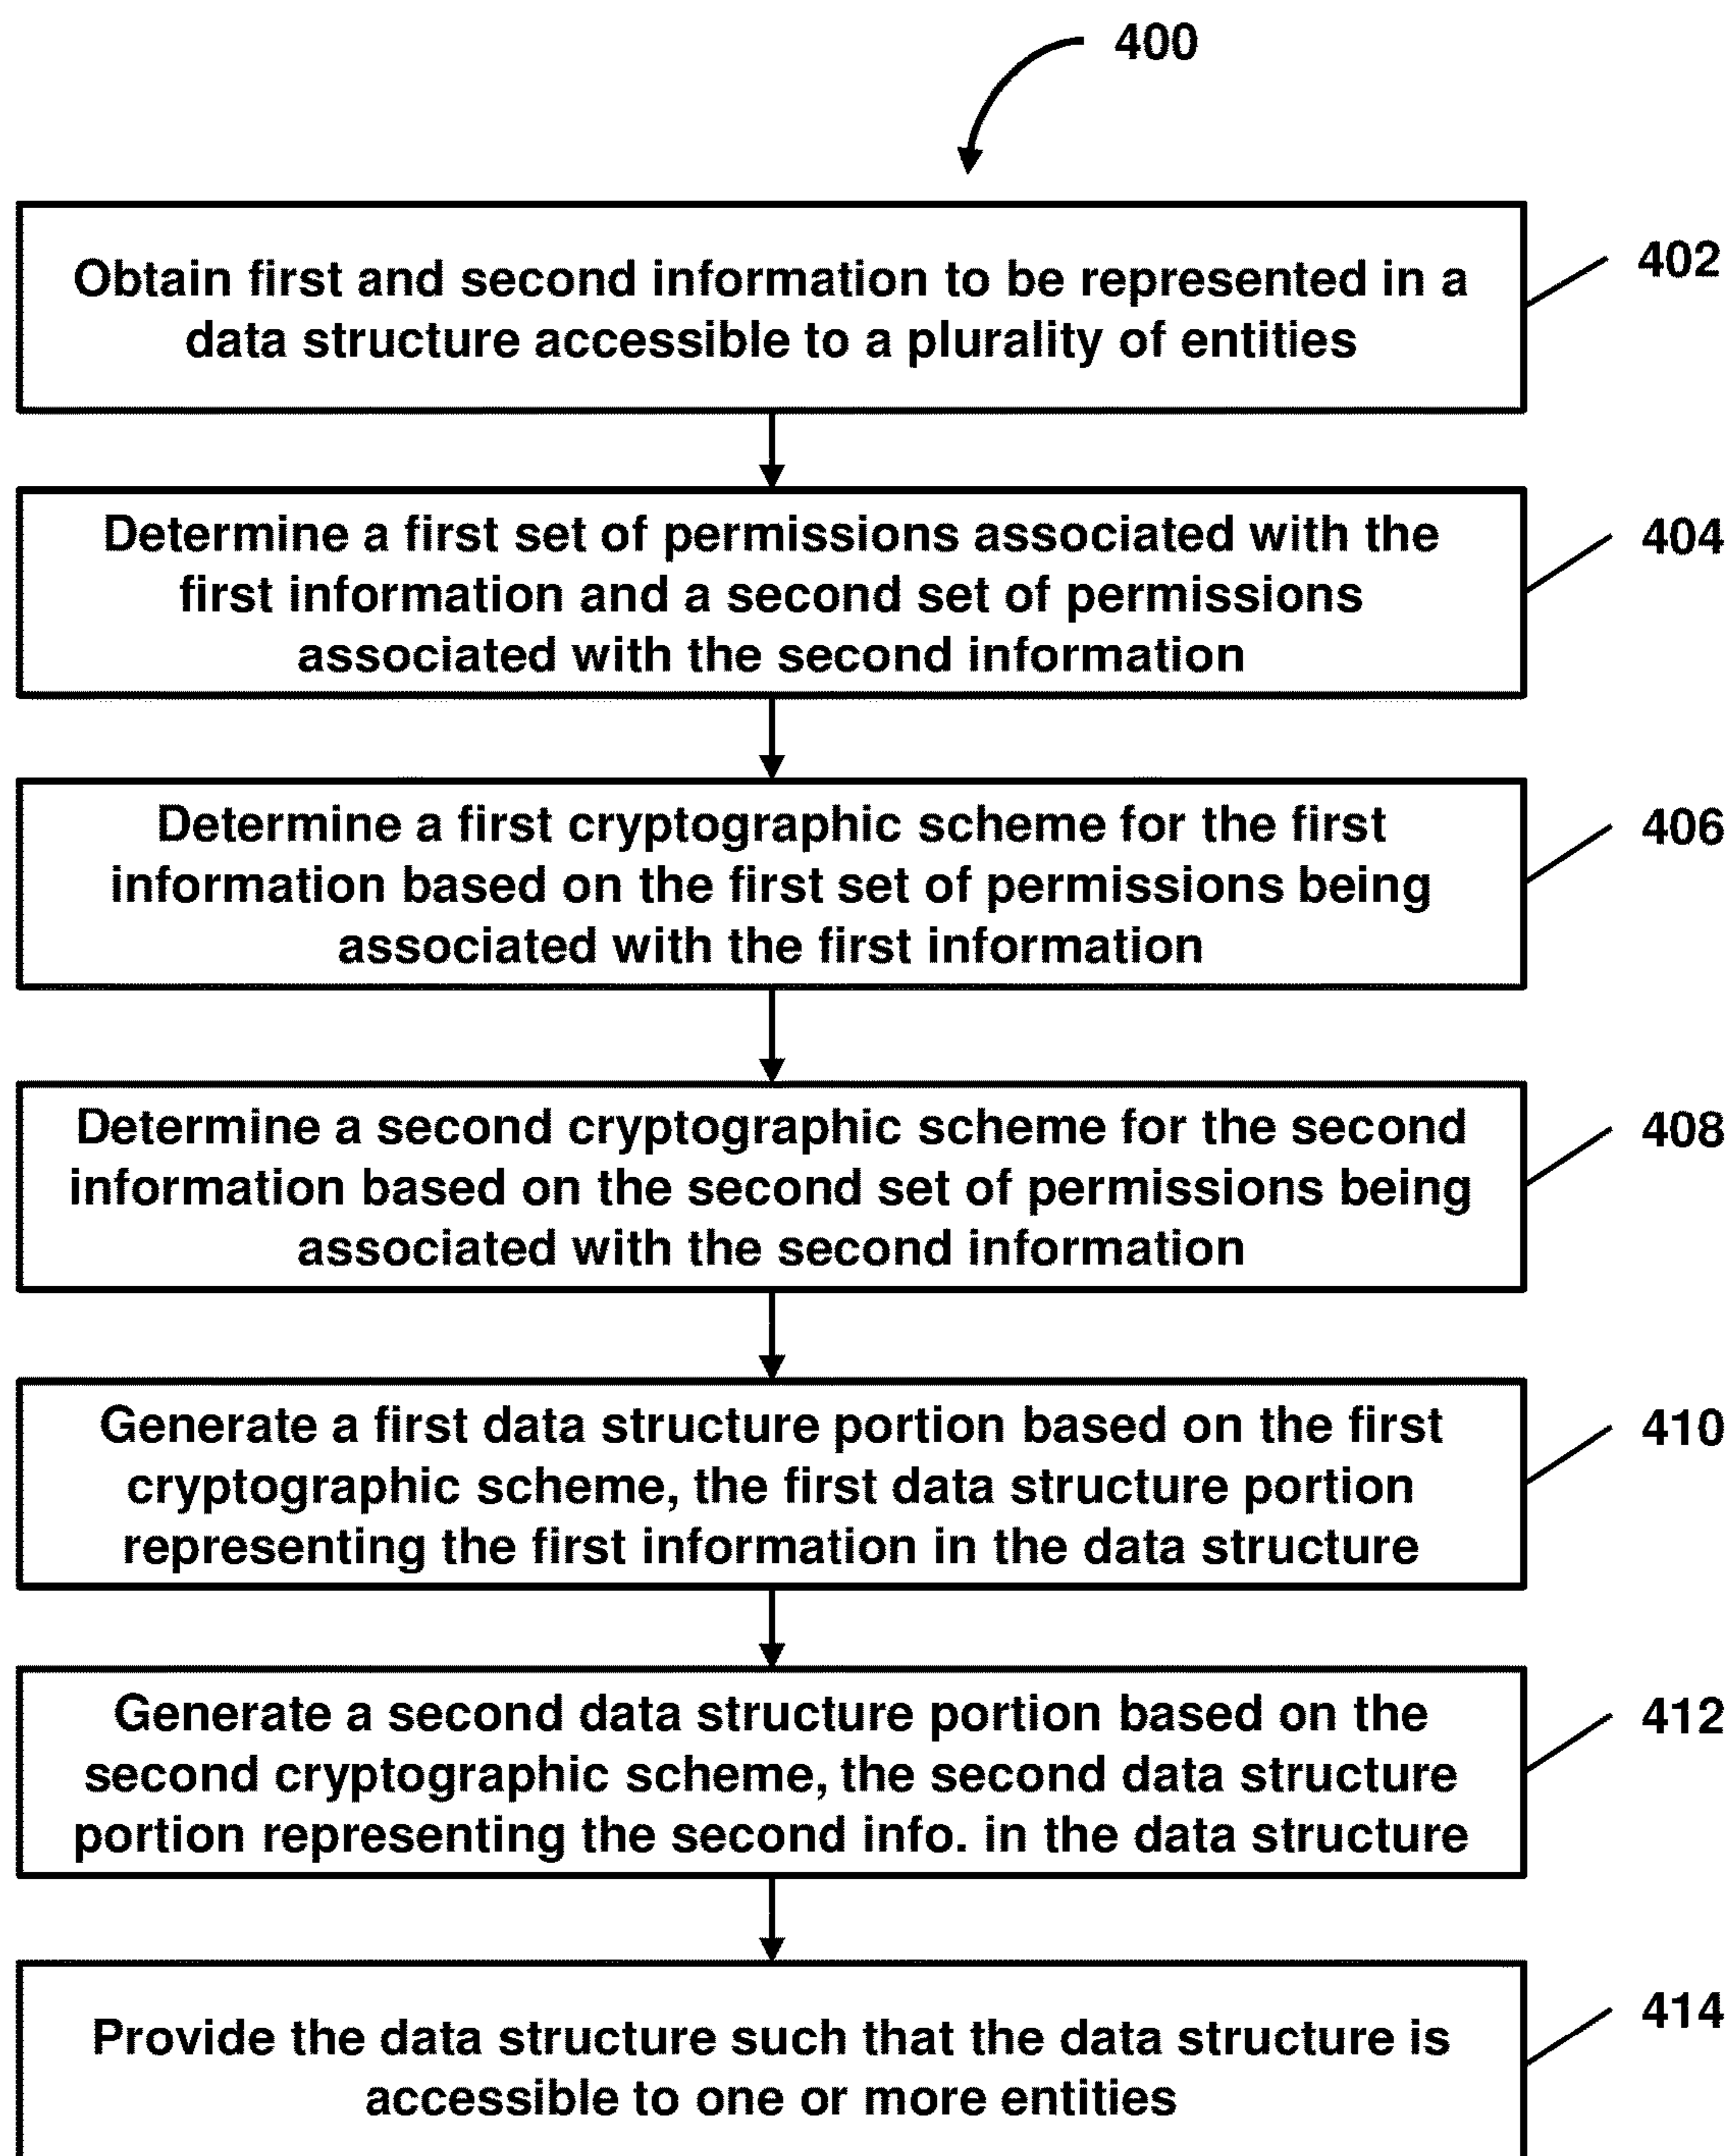 400
Obtain first and second information to be represented in a
data structure accessible to a plurality of entities
402
Determine a first set of permissions associated with the
first information and a second set of permissions
associated with the second information
404
Determine a first cryptographic scheme for the first
information based on the first set of permissions being
associated with the first information
406
Determine a second cryptographic scheme for the second
information based on the second set of permissions being
associated with the second information
408
Generate a first data structure portion based on the first
cryptographic scheme, the first data structure portion
representing the first information in the data structure
410
Generate a second data structure portion based on the
second cryptographic scheme, the second data structure
portion representing the second info. in the data structure
412
Provide the data structure such that the data structure is
accessible to one or more entities
414